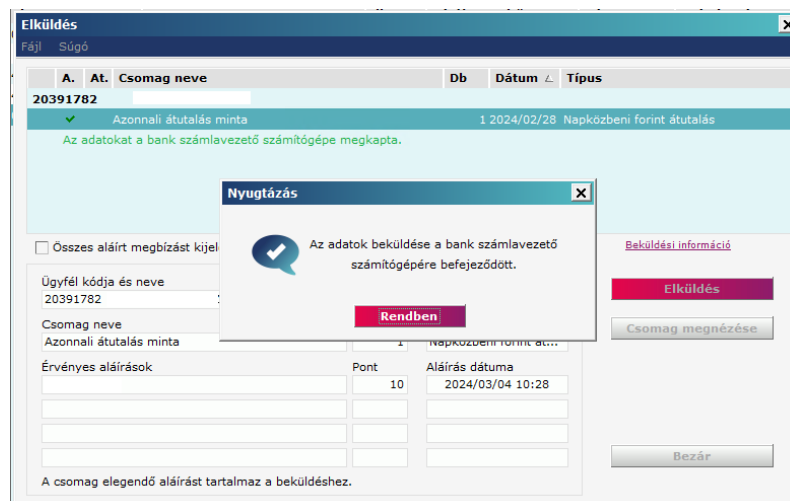 Elküldés
Fájl Súgó
A. At. Csomag neve Db Dátum Típus
20391782
Azonnali átutalás minta 1 2024/02/28 Napközbeni forint átutalás
Az adatokat a bank számlavezető számítógépe megkapta.
Nyugtázás
Az adatok beküldése a bank számlavezető
számítógépére befejeződött.
Rendben
Összes aláírt megbízást
Beküldési információ
Ügyfél kódja és neve
20391782
Elküldés
Csomag neve
Azonnali átutalás minta 1 Napközbeni forint át...
Csomag megnézése
Érvényes aláírások Pont Aláírás dátuma
10 2024/03/04 10:28
Bezár
A csomag elegendő aláírást tartalmaz a beküldéshez.